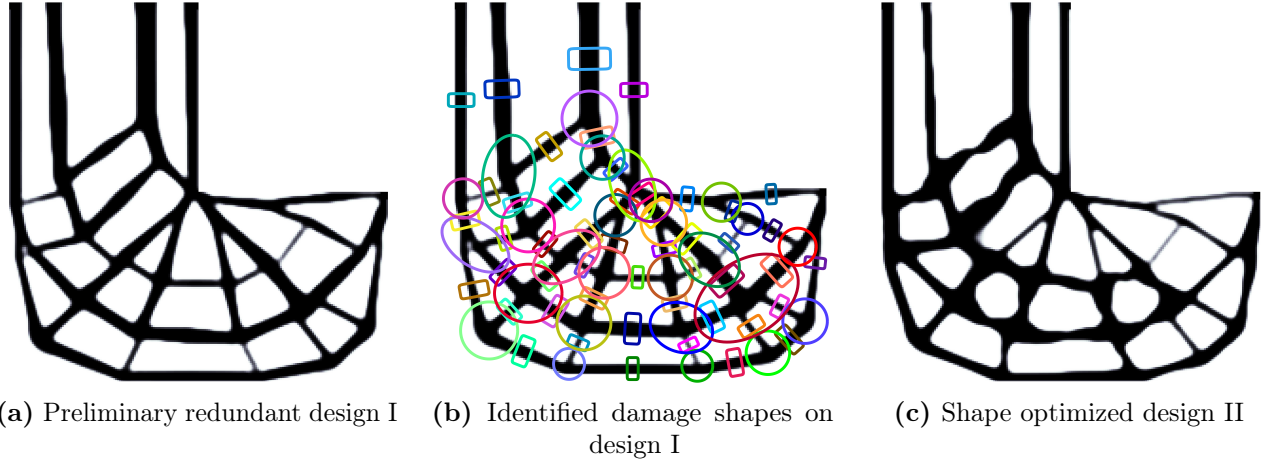 (a) Preliminary redundant design I
(b) Identified damage shapes on
design I
(c) Shape optimized design II